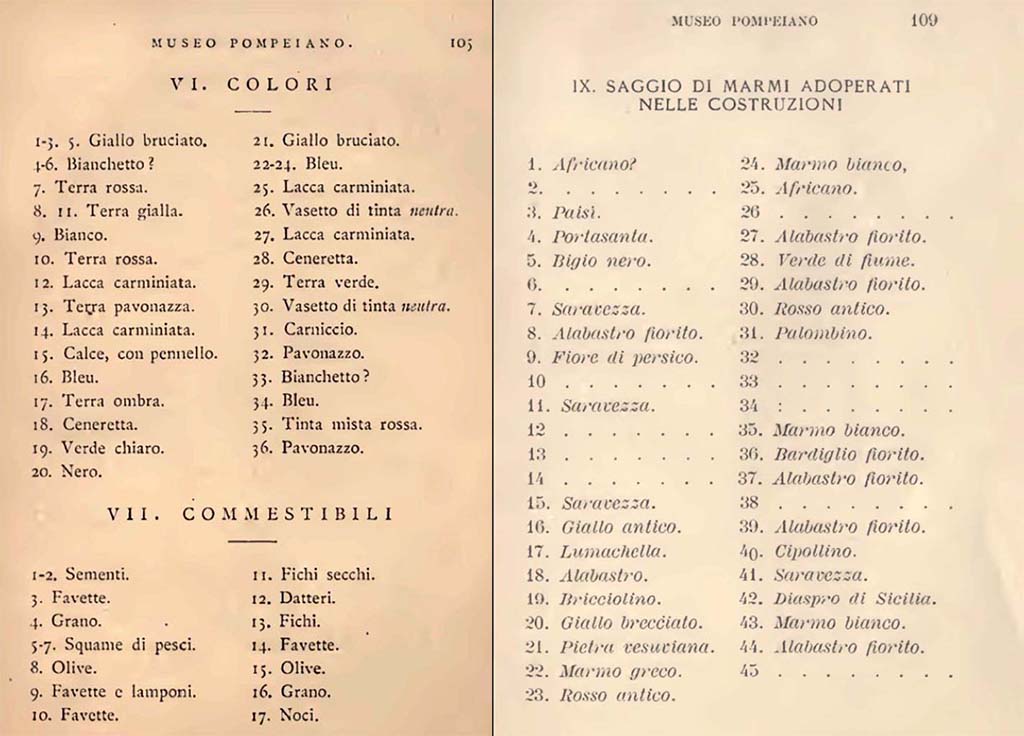 MUSEO POMPEIANO. 105
VI. COLORI
1-3. 5. Giallo bruciato.
4-6. Bianchetto?
7. Terra rossa.
8. 11. Terra gialla.
9. Bianco.
10. Terra rossa.
12. Lacca carminiata.
13. Terra pavonazza.
14. Lacca carminiata.
15. Calce, con pennello.
16. Bleu.
17. Terra ombra.
18. Ceneretta.
19. Verde chiaro.
20. Nero.
21. Giallo bruciato.
22-24. Bleu.
25. Lacca carminiata.
26. Vasetto di tinta neutra.
27. Lacca carminiata.
28. Ceneretta.
29. Terra verde.
30. Vasetto di tinta neutra.
31. Carniccio.
32. Pavonazzo.
33. Bianchetto?
34. Bleu.
35. Tinta mista rossa.
36. Pavonazzo.
VII. COMMESTIBILI
1-2. Sementi.
3. Favette.
4. Grano.
5-7. Squame di pesci.
8. Olive.
9. Favette e lamponi.
10. Favette.
11. Fichi secchi.
12. Datteri.
13. Fichi.
14. Favette.
15. Olive.
16. Grano.
17. Noci.
MUSEO POMPEIANO 109
IX. SAGGIO DI MARMI ADOPERATI
NELLE COSTRUZIONI
1. Africano?
2. . . . . . . . .
3. Paisì.
4. Portasanta.
5. Bigio nero.
6. . . . . . . . .
7. Saravezza.
8. Alabastro fiorito.
9. Fiore di persico.
10 . . . . . . .
11. Saravezza.
12 . . . . . . .
13 . . . . . . .
14 . . . . . . .
15. Saravezza.
16. Giallo antico.
17. Lumachella.
18. Alabastro.
19. Bricciolino.
20. Giallo brecciato.
21. Pietra vesuviana.
22. Marmo greco.
23. Rosso antico.
24. Marmo bianco,
25. Africano.
26 . . . . . . . .
27. Alabastro fiorito.
28. Verde di fiume.
29. Alabastro fiorito.
30. Rosso antico.
31. Palombino.
32 . . . . . . . .
33 . . . . . . . .
34 : . . . . . . .
35. Marmo bianco.
36. Bardiglio fiorito.
37. Alabastro fiorito.
38 . . . . . . . .
39. Alabastro fiorito.
40. Cipollino.
41. Saravezza.
42. Diaspro di Sicilia.
43. Marmo bianco.
44. Alabastro fiorito.
45 . . . . . . . .